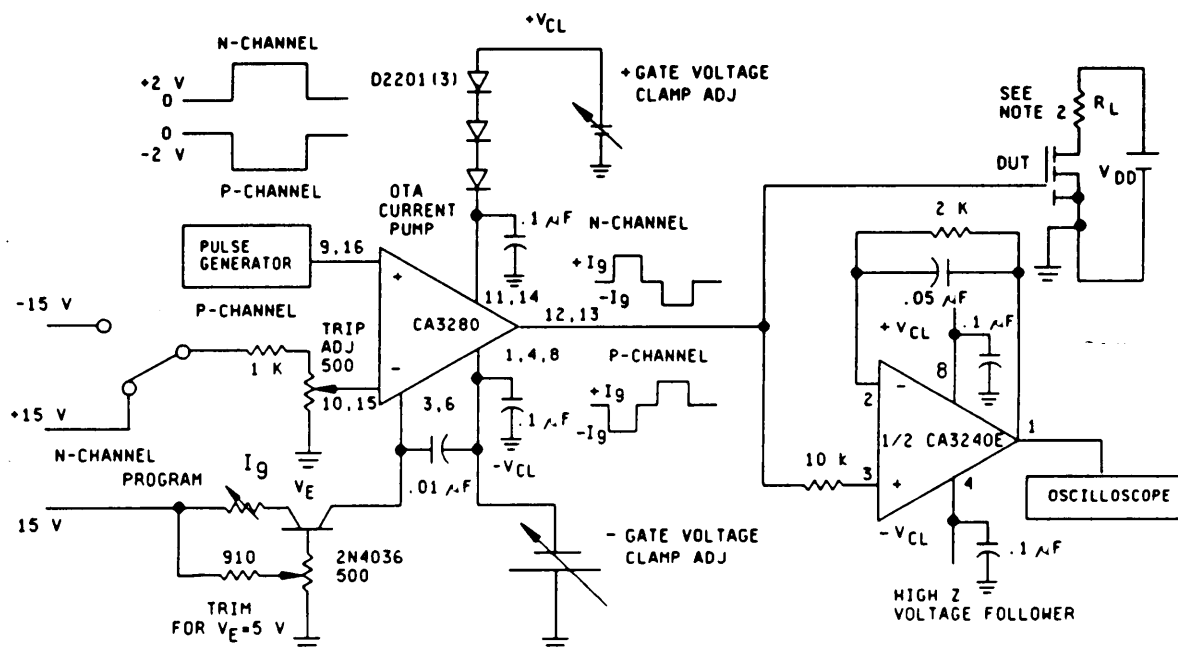 +VCL
N-CHANNEL
+2 V
0
0
-2 V
P-CHANNEL
D2201(3)
+GATE VOLTAGE
CLAMP ADJ
SEE
NOTE 2
RL
DUT
VDD
OTA
CURRENT
PUMP
.1 µF
N-CHANNEL
+Ig
-Ig
2 K
.05 µF
PULSE
GENERATOR
9,16
+
11,14
CA3280
12,13
-15 V
P-CHANNEL
TRIP
ADJ
500
1 K
-
10,15
1,4,8
3,6
P-CHANNEL
+Ig
-Ig
.1 µF
-VCL
+15 V
N-CHANNEL
PROGRAM
Ig
VE
.01 µF
+VCL
.1 µF
8
2
-
1/2 CA3240E
1
10 k
3
+
4
OSCILLOSCOPE
-VCL
.1 µF
HIGH Z
VOLTAGE FOLLOWER
15 V
910
2N4036
500
TRIM
FOR VE=5 V
- GATE VOLTAGE
CLAMP ADJ